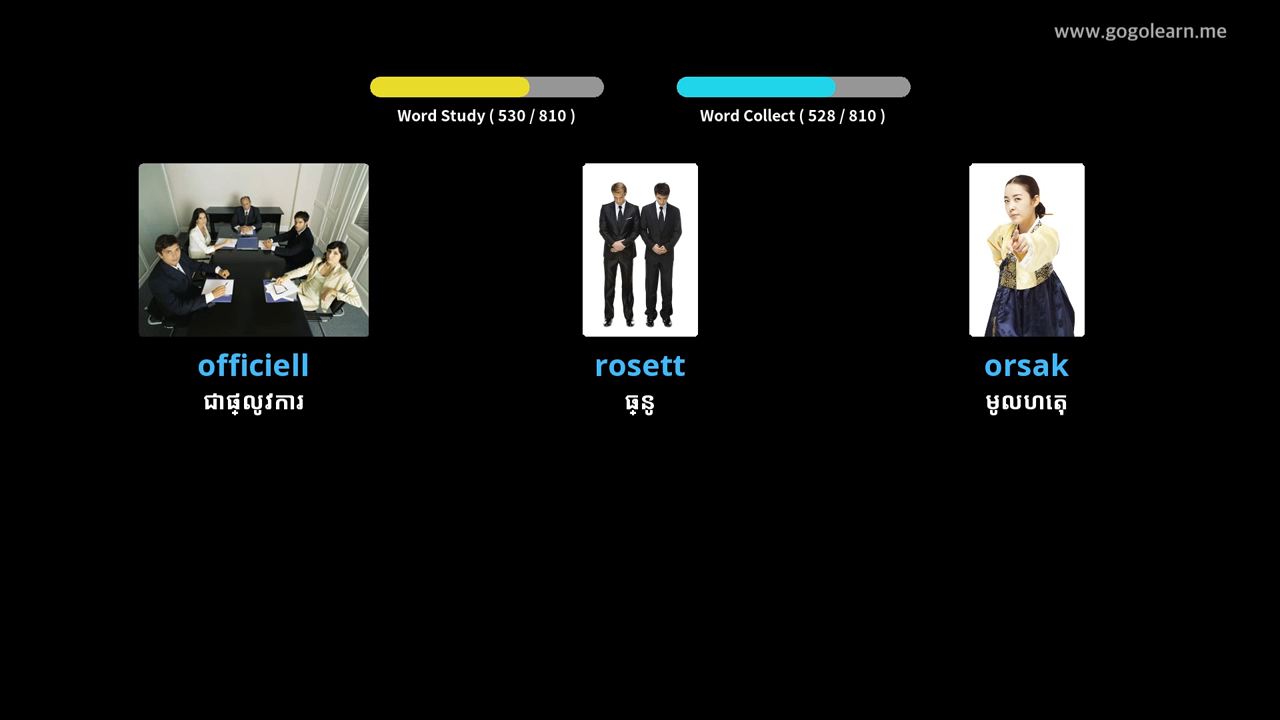 www.gogolearn.me
Word Study ( 530 / 810 )
Word Collect ( 528 / 810 )
officiell
rosett
orsak
ជាផ្លូវការ
ធ្នូ
មូលហេតុ